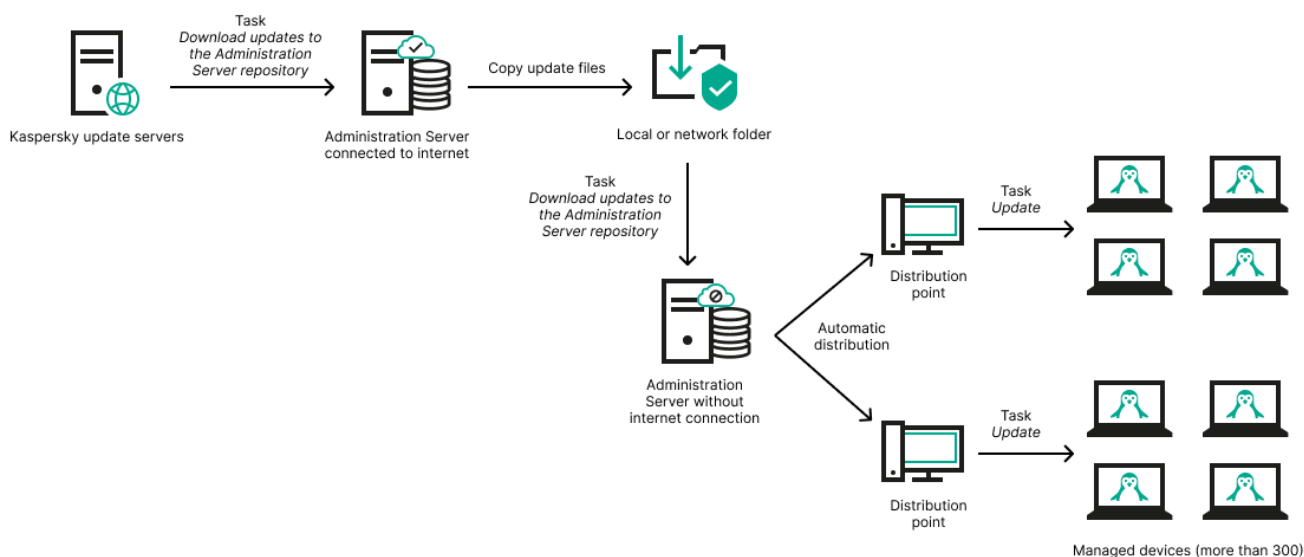 Task
Download updates to
the Administration
Server repository
Kaspersky update servers
Administration Server
connected to internet
Copy update files
Local or network folder
Task
Download updates to
the Administration
Server repository
Administration
Server without
internet connection
Automatic
distribution
Distribution
point
Task
Update
Distribution
point
Task
Update
Managed devices (more than 300)